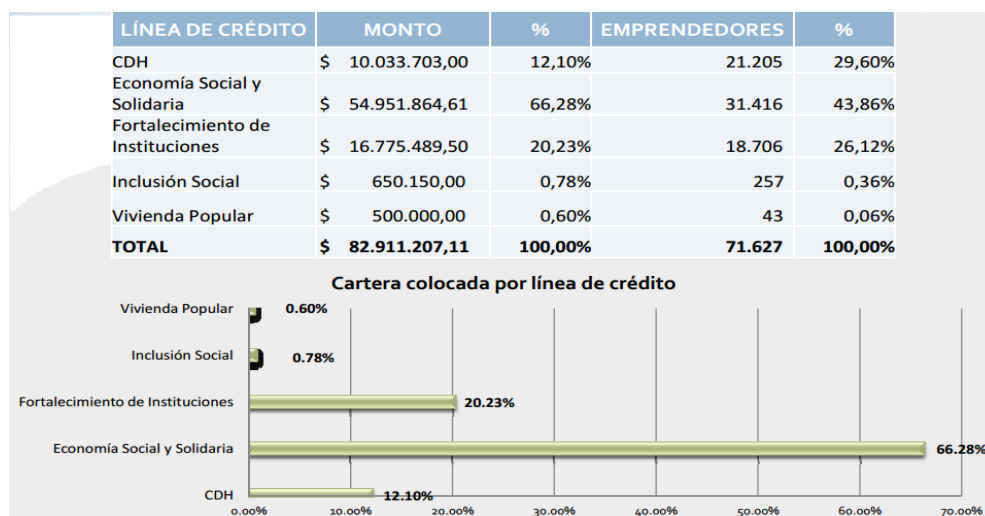 LÍNEA DE CRÉDITO MONTO % EMPRENDEDORES %
CDH $ 10.033.703,00 12,10% 21.205 29,60%
Economía Social y
Solidaria $ 54.951.864,61 66,28% 31.416 43,86%
Fortalecimiento de
Instituciones $ 16.775.489,50 20,23% 18.706 26,12%
Inclusión Social $ 650.150,00 0,78% 257 0,36%
Vivienda Popular $ 500.000,00 0,60% 43 0,06%
TOTAL $ 82.911.207,11 100,00% 71.627 100,00%
Cartera colocada por línea de crédito
Vivienda Popular 0.60%
Inclusión Social 0.78%
Fortalecimiento de Instituciones 20.23%
Economía Social y Solidaria 66.28%
CDH 12.10%
0.00% 10.00% 20.00% 30.00% 40.00% 50.00% 60.00% 70.00%